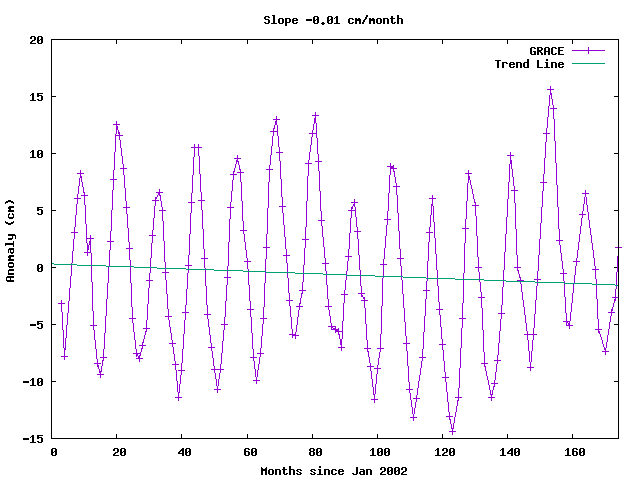 Slope -0.01 cm/month
GRACE
Trend Line
20
15
10
5
0
-5
-10
-15
Anomaly (cm)
0 20 40 60 80 100 120 140 160
Months since Jan 2002